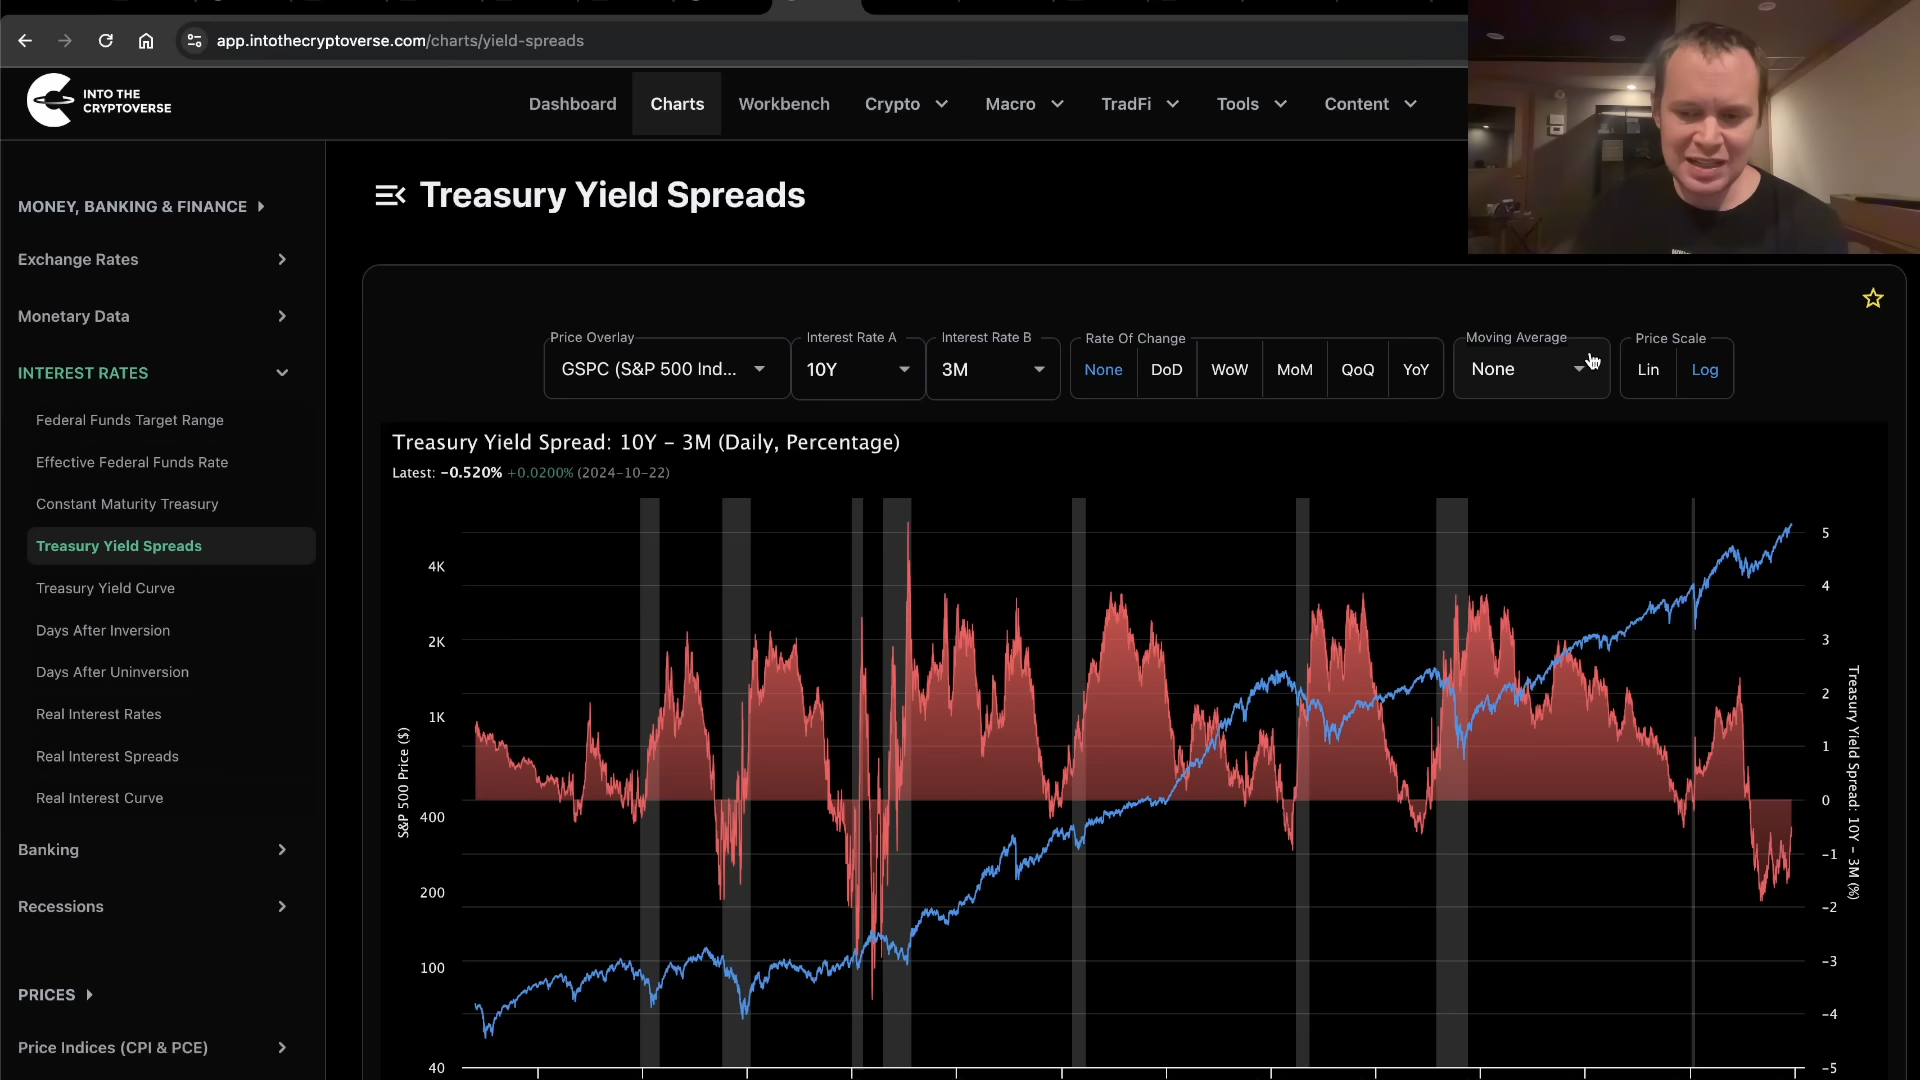 app.intothecryptoverse.com/charts/yield-spreads
INTO THE
CRYPTOVERSE
Dashboard
Charts
Workbench
Crypto
Macro
TradFi
Tools
Content
MONEY, BANKING & FINANCE
Exchange Rates
Monetary Data
INTEREST RATES
Federal Funds Target Range
Effective Federal Funds Rate
Constant Maturity Treasury
Treasury Yield Spreads
Treasury Yield Curve
Days After Inversion
Days After Uninversion
Real Interest Rates
Real Interest Spreads
Real Interest Curve
Banking
Recessions
PRICES
Price Indices (CPI & PCE)
Treasury Yield Spreads
Price Overlay
GSPC (S&P 500 Ind...
Interest Rate A
10Y
Interest Rate B
3M
Rate Of Change
None
DoD
WoW
MoM
QoQ
YoY
Moving Average
None
Price Scale
Lin
Log
Treasury Yield Spread: 10Y – 3M (Daily, Percentage)
Latest: −0.520% +0.0200% (2024-10-22)
S&P 500 Price ($)
4K
2K
1K
400
200
100
40
5
4
3
2
1
0
−1
−2
−3
−4
−5
Treasury Yield Spread: 10Y – 3M (%)